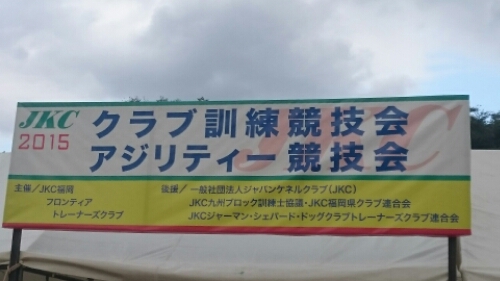 JKC
2015
クラブ訓練競技会
アジリティー競技会
JKC
主催/JKC福岡
フロンティア
トレーナーズクラブ
後援/一般社団法人ジャパンケネルクラブ(JKC)
JKC九州ブロック訓練士協議・JKC福岡県クラブ連合会
JKCジャーマン・シェパード・ドッグクラブトレーナーズクラブ連合会